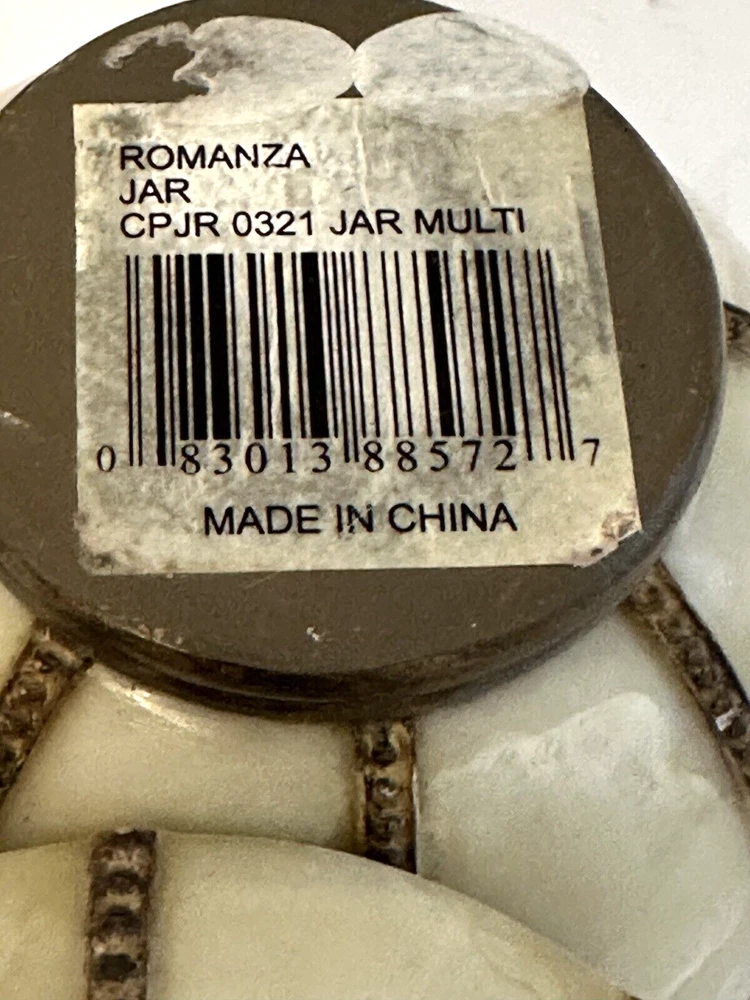 ROMANZA
JAR
CPJR 0321 JAR MULTI
0 83013 88572 7
MADE IN CHINA